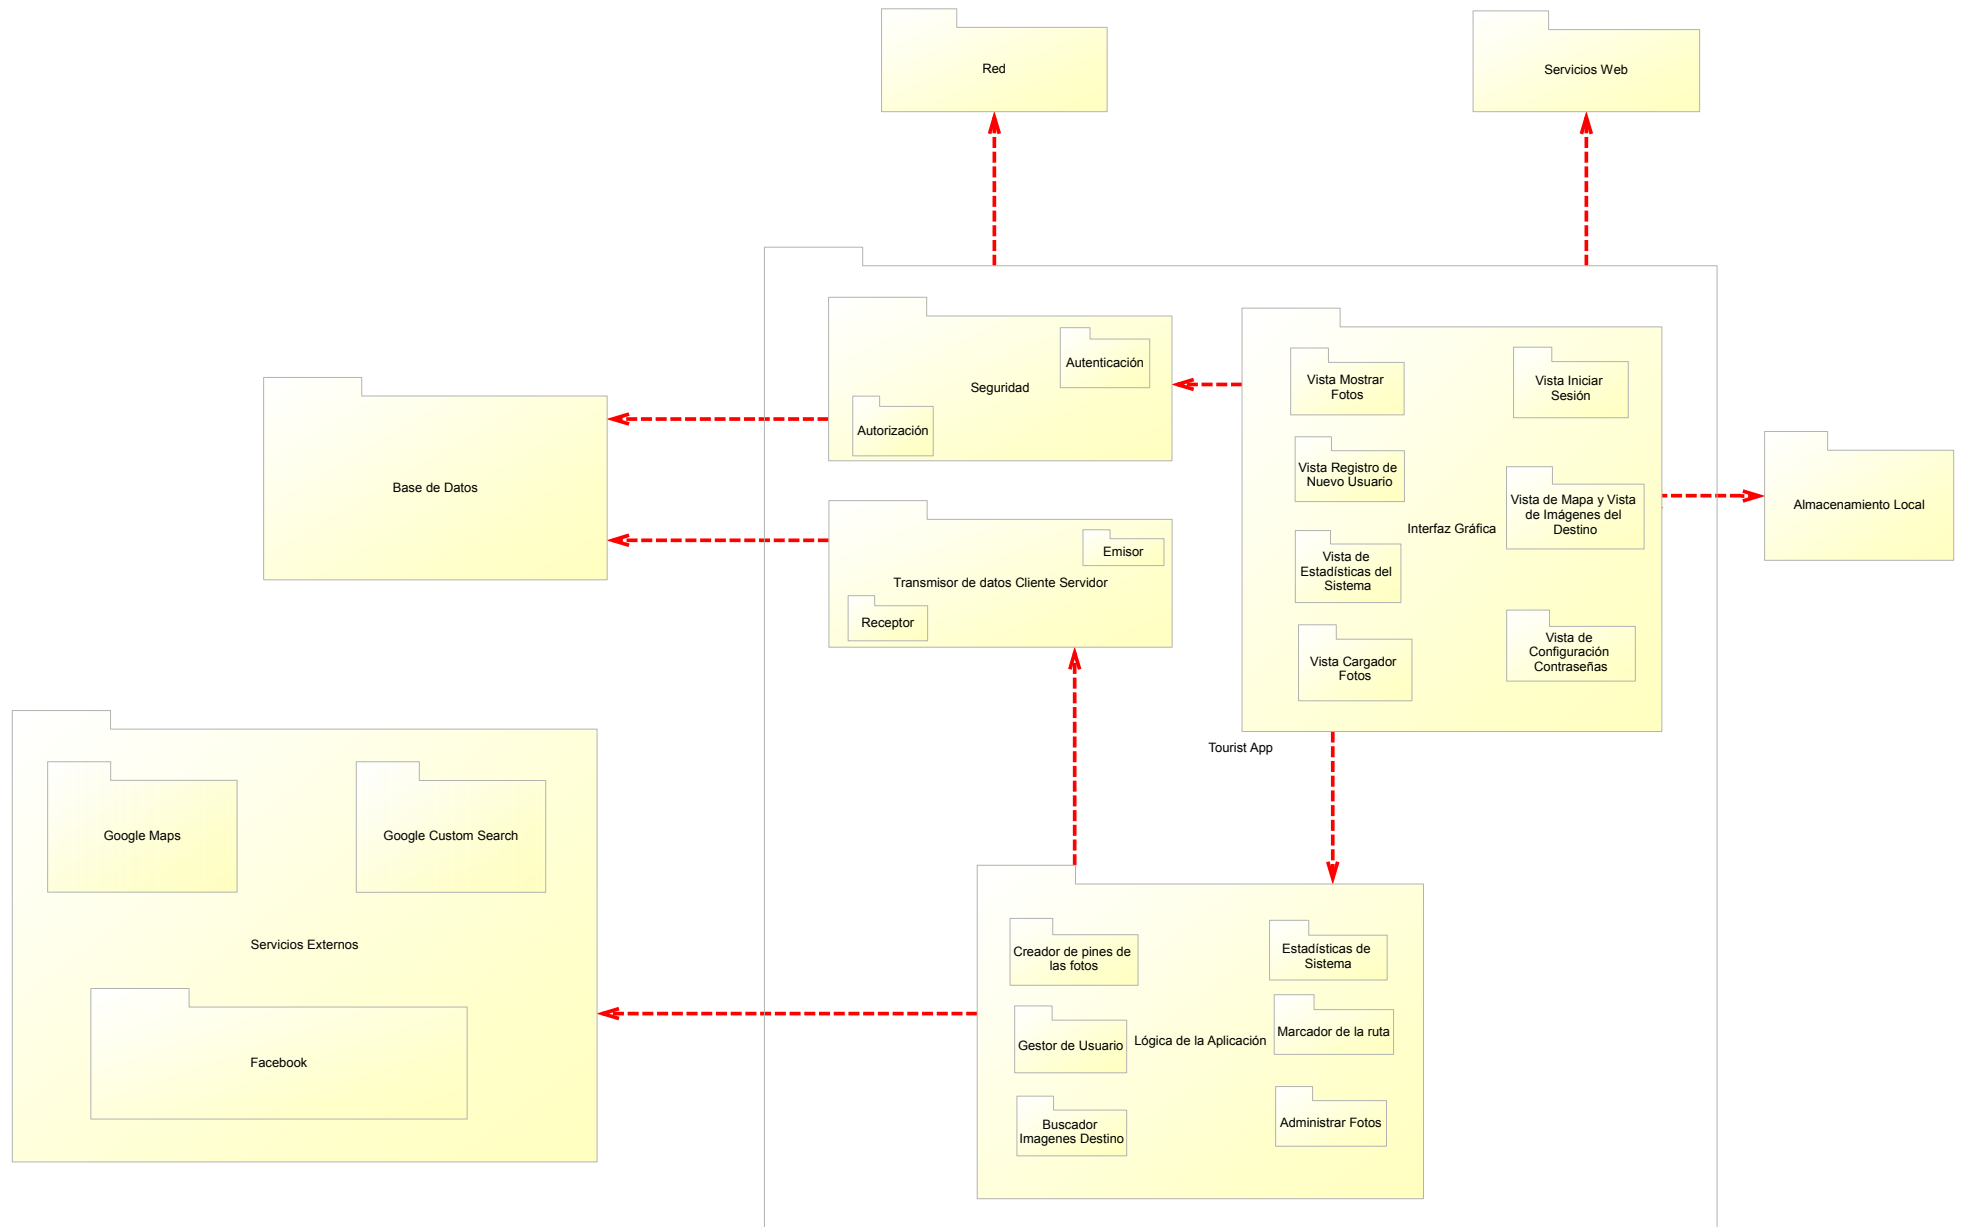 Red
Servicios Web
Autenticación
Seguridad
Autorización
Vista Mostrar
Fotos
Vista Iniciar
Sesión
Vista Registro de
Nuevo Usuario
Vista de Mapa y Vista
de Imágenes del
Destino
Interfaz Gráfica
Vista de
Estadísticas del
Sistema
Vista Cargador
Fotos
Vista de
Configuración
Contraseñas
Almacenamiento Local
Base de Datos
Emisor
Transmisor de datos Cliente Servidor
Receptor
Tourist App
Google Maps
Google Custom Search
Servicios Externos
Facebook
Creador de pines de
las fotos
Estadísticas de
Sistema
Gestor de Usuario
Lógica de la Aplicación
Marcador de la ruta
Buscador
Imagenes Destino
Administrar Fotos